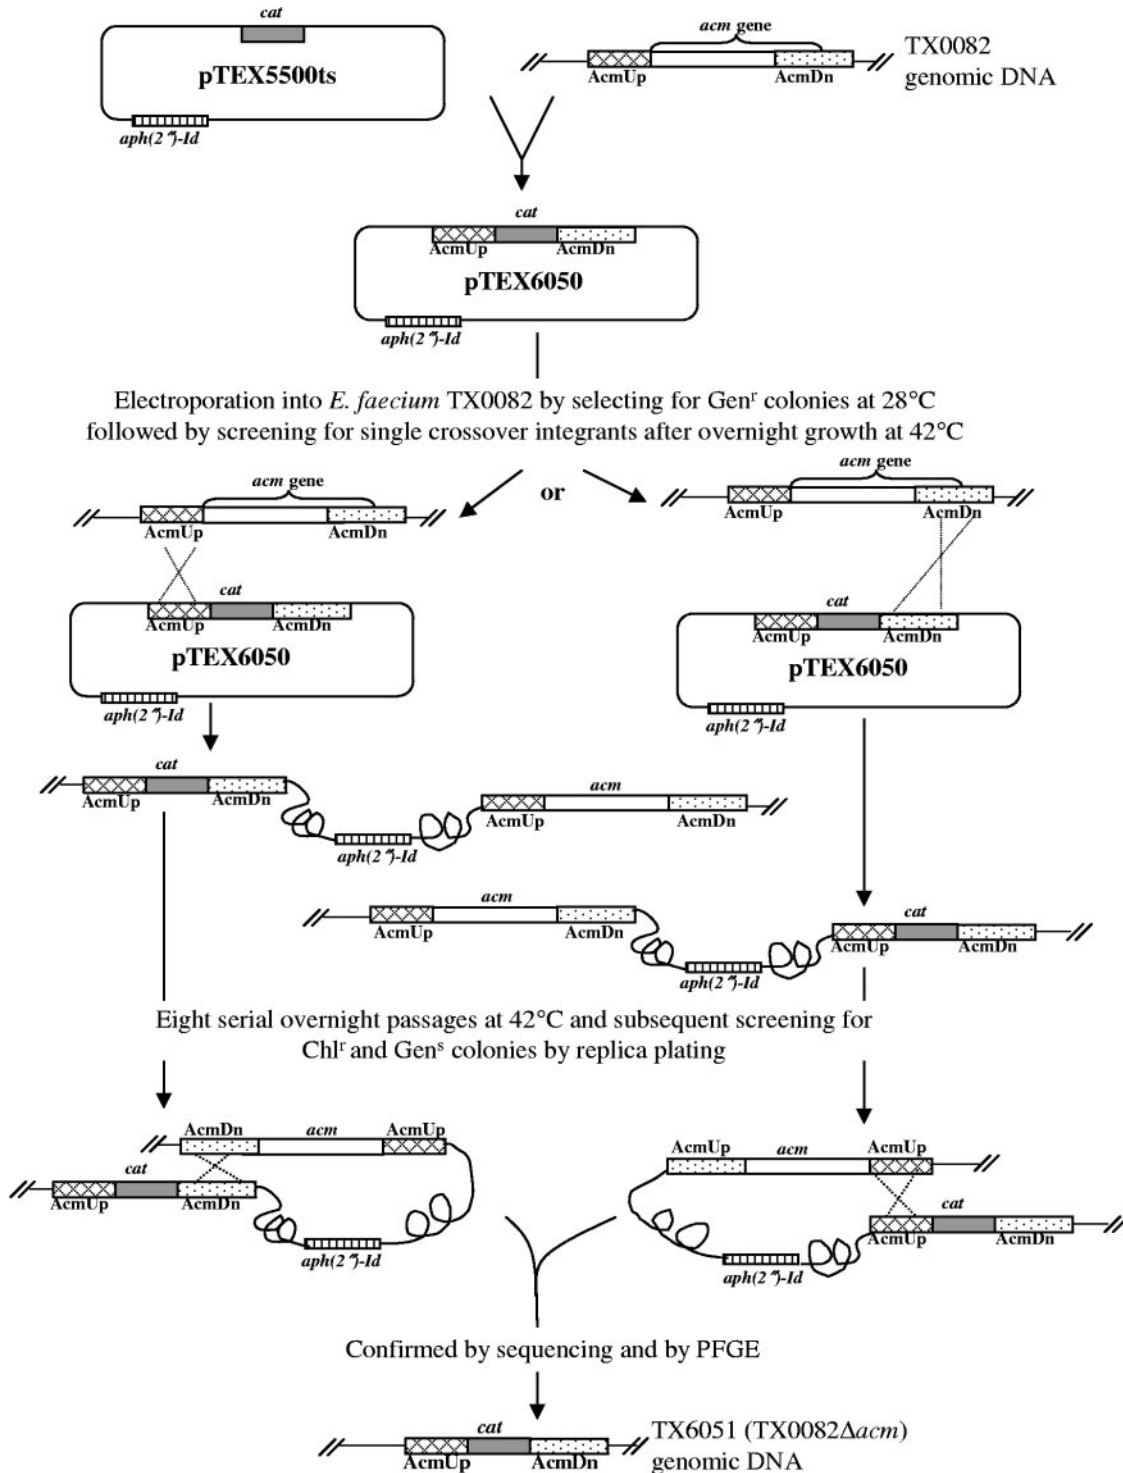 cat
pTEX5500ts
aph(2")-Id
acm gene
AcmUp
AcmDn
TX0082
genomic DNA
cat
AcmUp
AcmDn
pTEX6050
aph(2")-Id
Electroporation into E. faecium TX0082 by selecting for Genʳ colonies at 28°C
followed by screening for single crossover integrants after overnight growth at 42°C
or
acm gene
AcmUp
AcmDn
cat
AcmUp
AcmDn
pTEX6050
aph(2")-Id
acm gene
AcmUp
AcmDn
cat
AcmUp
AcmDn
pTEX6050
aph(2")-Id
cat
AcmUp
AcmDn
aph(2")-Id
acm
AcmUp
AcmDn
acm
AcmUp
AcmDn
aph(2")-Id
cat
AcmUp
AcmDn
Eight serial overnight passages at 42°C and subsequent screening for
Chlʳ and Genˢ colonies by replica plating
AcmDn
acm
AcmUp
cat
AcmUp
AcmDn
aph(2")-Id
AcmUp
acm
AcmUp
cat
AcmUp
AcmDn
aph(2")-Id
Confirmed by sequencing and by PFGE
cat
AcmUp
AcmDn
TX6051 (TX0082Δacm)
genomic DNA